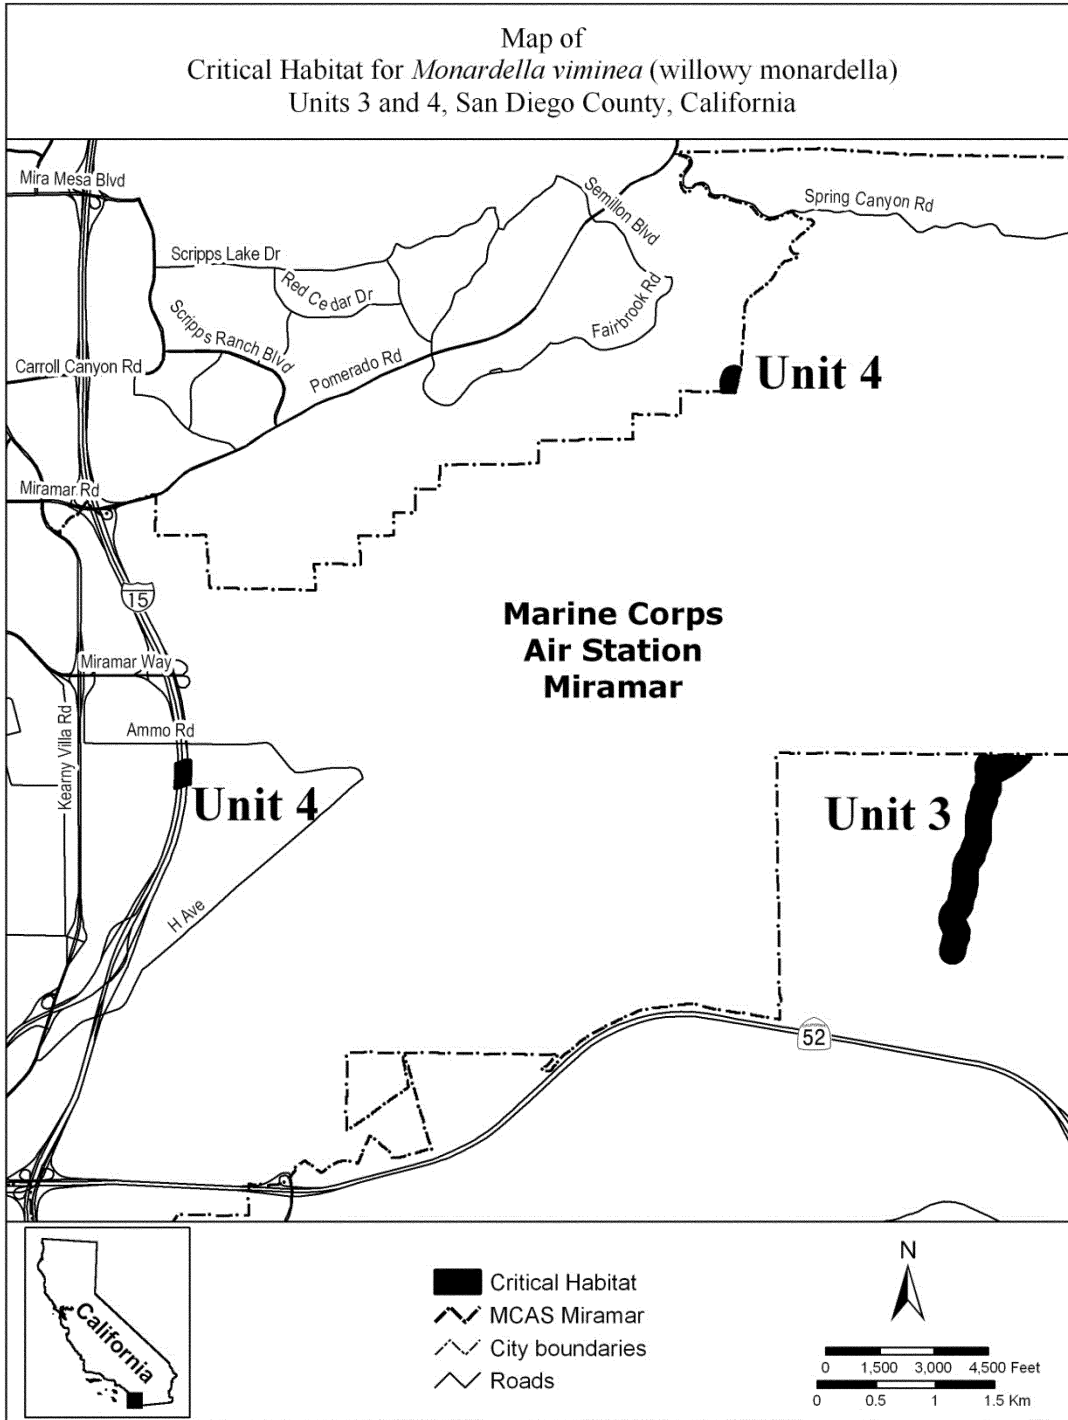 Map of
Critical Habitat for Monardella viminea (willowy monardella)
Units 3 and 4, San Diego County, California
Mira Mesa Blvd
Semillon Blvd
Spring Canyon Rd
Scripps Lake Dr
Red Cedar Dr
Fairbrook Rd
Scripps Ranch Blvd
Carroll Canyon Rd
Pomerado Rd
Unit 4
Miramar Rd
15
Marine Corps
Air Station
Miramar
Miramar Way
Kearny Villa Rd
Ammo Rd
Unit 4
Unit 3
H Ave
CALIFORNIA
52
California
Critical Habitat
MCAS Miramar
City boundaries
Roads
N
0 1,500 3,000 4,500 Feet
0 0.5 1 1.5 Km